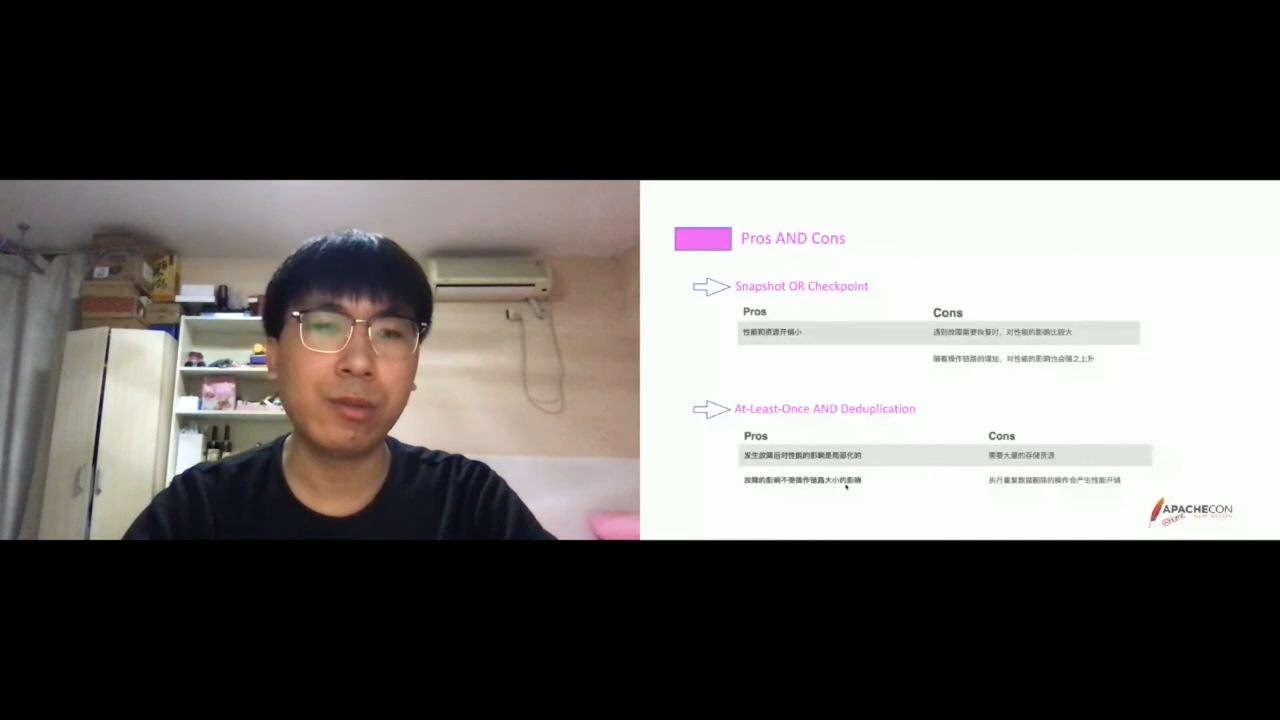 Pros AND Cons
Snapshot OR Checkpoint
Pros Cons
性能和资源开销小 遇到故障需要恢复时，对性能的影响比较大
随着操作链路的增加，对性能的影响也会随之上升
At-Least-Once AND Deduplication
Pros Cons
发生故障后对性能的影响是局部化的 需要大量的存储资源
故障的影响不受操作链路大小的影响 执行重复数据删除的操作会产生性能开销
APACHECON
@Home